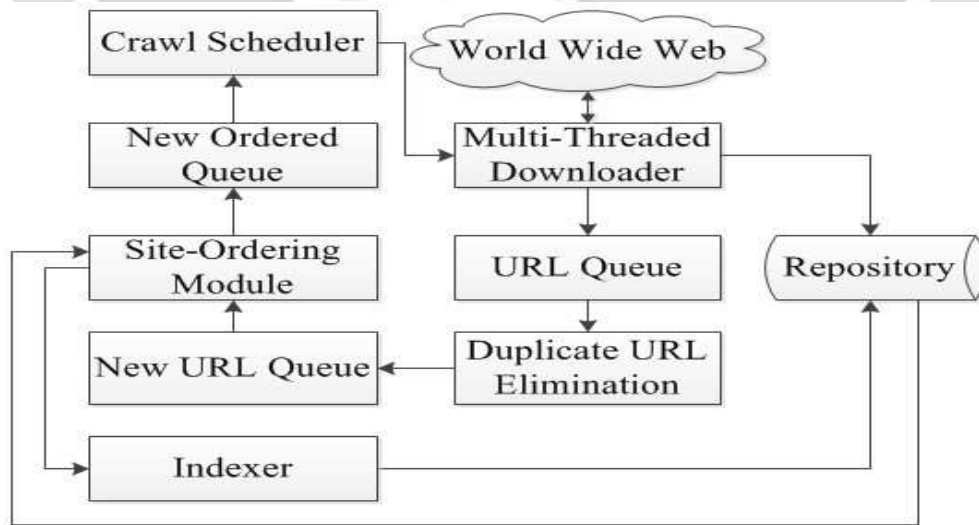 Crawl Scheduler
World Wide Web
New Ordered
Queue
Multi-Threaded
Downloader
Site-Ordering
Module
URL Queue
Repository
New URL Queue
Duplicate URL
Elimination
Indexer